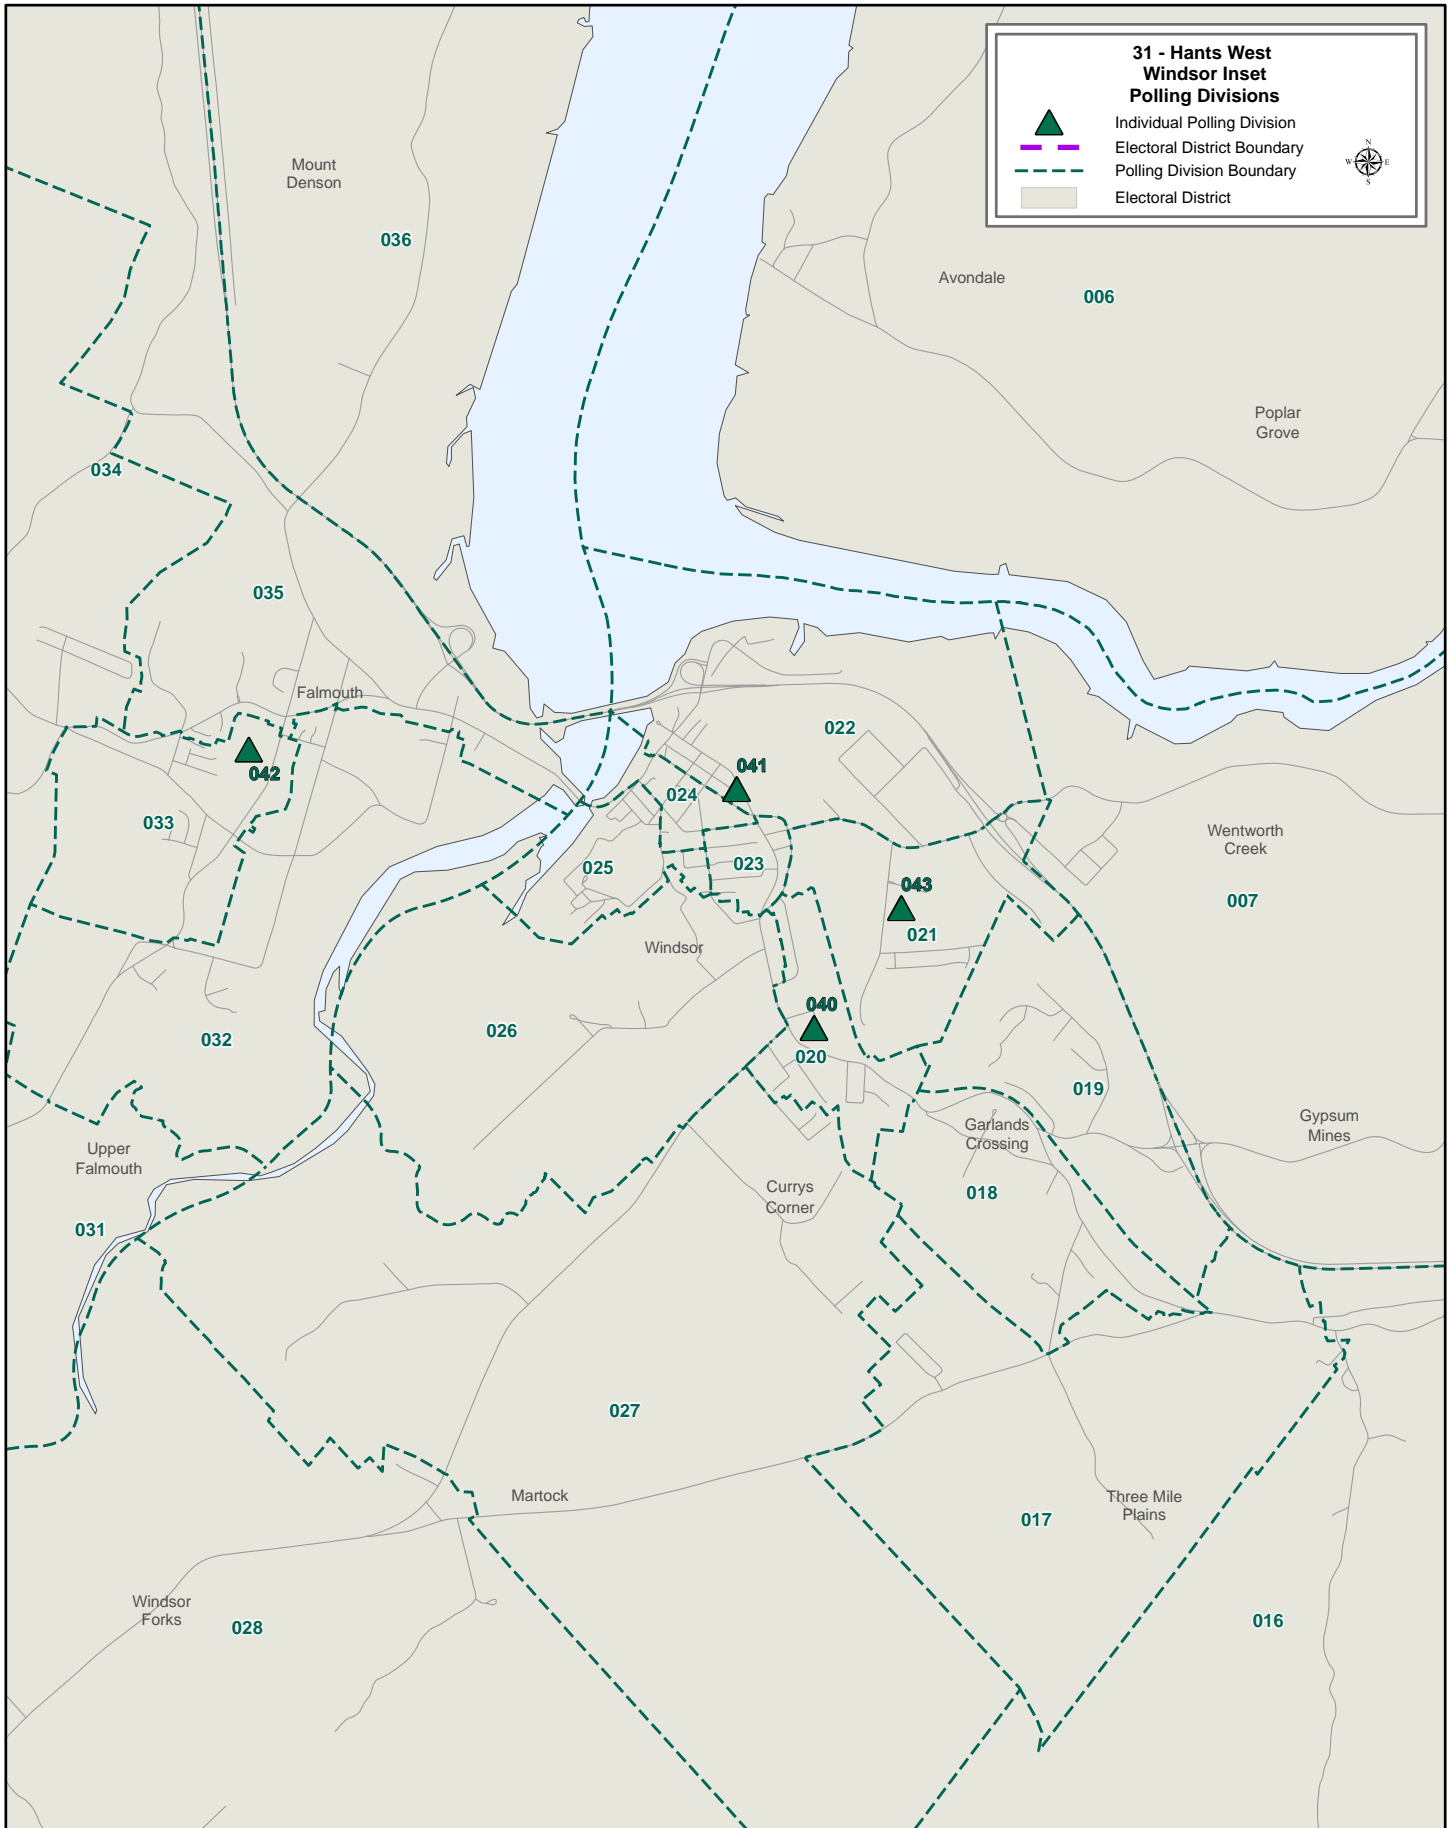 31 - Hants West
Windsor Inset
Polling Divisions
Individual Polling Division
Electoral District Boundary
Polling Division Boundary
Electoral District
N
W E
S
Mount
Denson
036
Avondale
006
Poplar
Grove
034
035
Falmouth
022
042
041
024
033
Wentworth
Creek
025
023
043
007
021
Windsor
040
026
032
020
019
Gypsum
Mines
Garlands
Crossing
Upper
Falmouth
018
Currys
Corner
031
027
Martock
Three Mile
Plains
017
Windsor
Forks
028
016